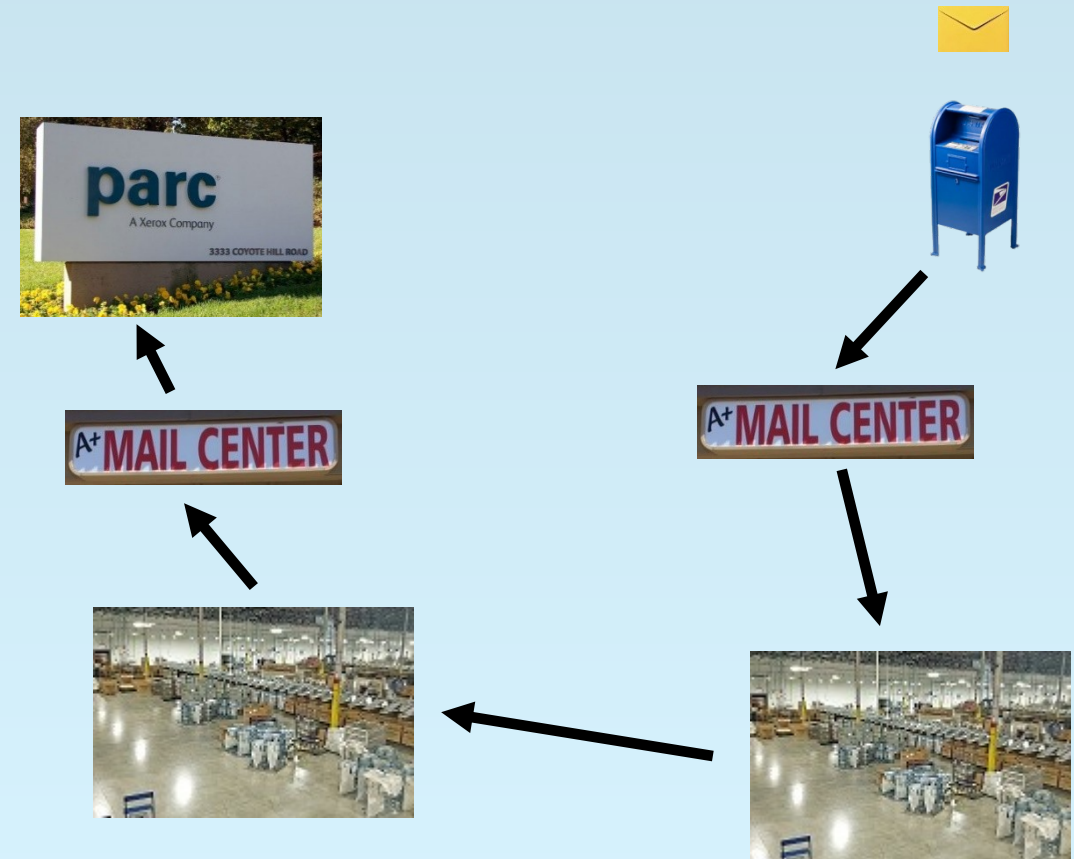 parc
A Xerox Company
3333 COYOTE HILL ROAD
A+ MAIL CENTER
A+ MAIL CENTER